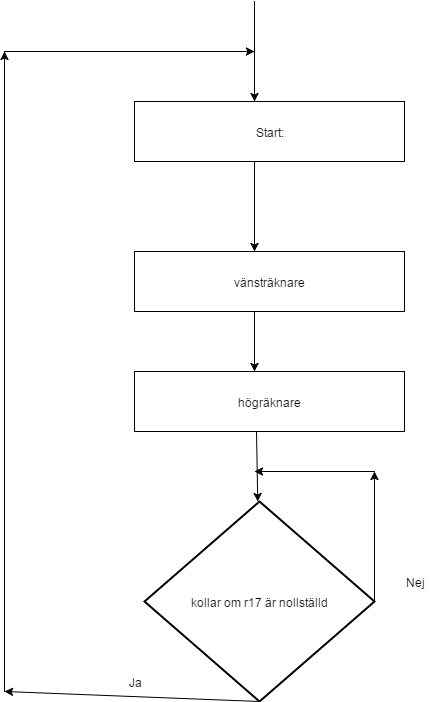 Start:
vänsträknare
högräknare
kollar om r17 är nollställd
Nej
Ja